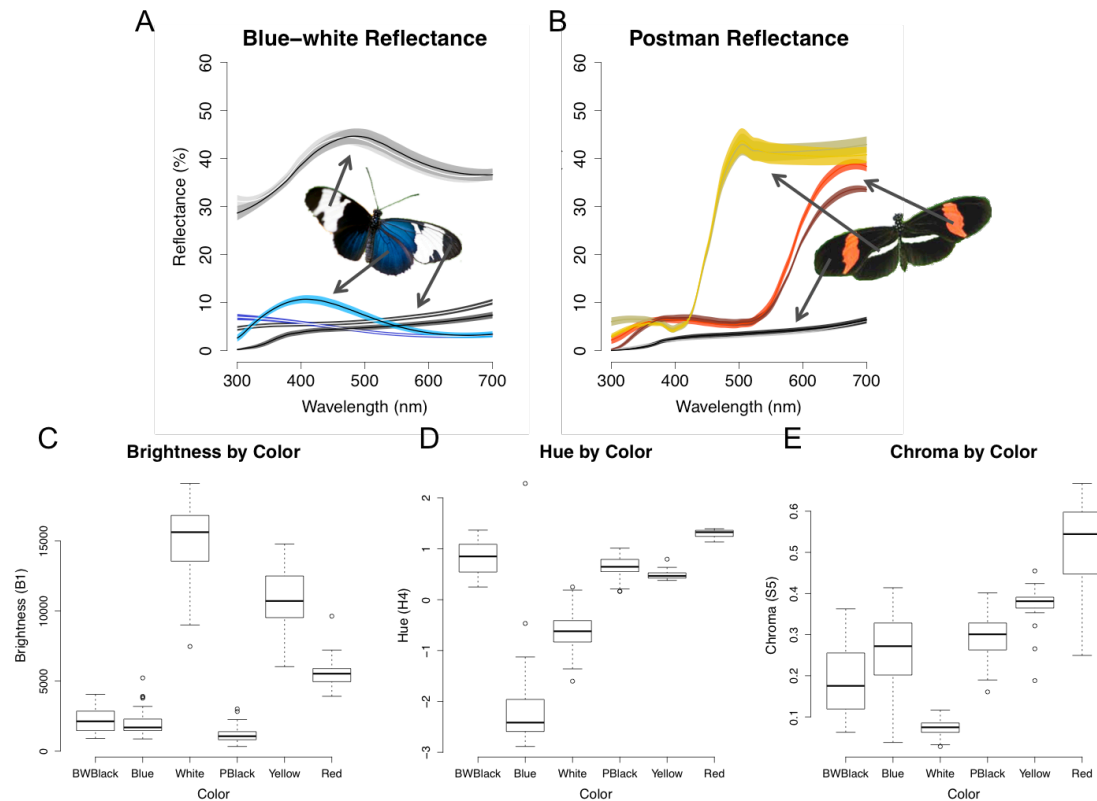 A
Blue–white Reflectance
Reflectance (%)
60
50
40
30
20
10
0
300 400 500 600 700
Wavelength (nm)
B
Postman Reflectance
60
50
40
30
20
10
0
300 400 500 600 700
Wavelength (nm)
C
Brightness by Color
Brightness (B1)
15000
10000
5000
0
BWBlack Blue White PBlack Yellow Red
Color
D
Hue by Color
Hue (H4)
2
1
0
−1
−2
−3
BWBlack Blue White PBlack Yellow Red
Color
E
Chroma by Color
Chroma (S5)
0.6
0.5
0.4
0.3
0.2
0.1
BWBlack Blue White PBlack Yellow Red
Color